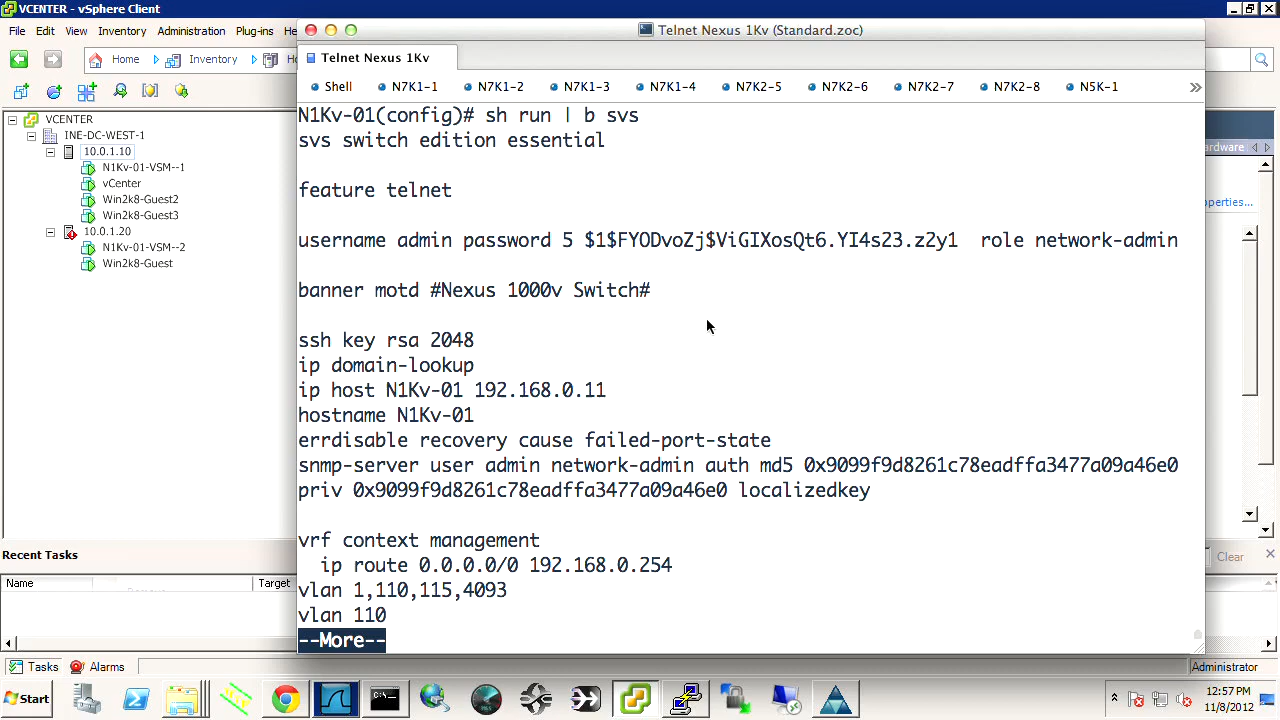 VCENTER - vSphere Client
File Edit View Inventory Administration Plug-ins He
Home Inventory Ho
VCENTER
INE-DC-WEST-1
10.0.1.10
N1Kv-01-VSM--1
vCenter
Win2k8-Guest2
Win2k8-Guest3
10.0.1.20
N1Kv-01-VSM--2
Win2k8-Guest
Telnet Nexus 1Kv (Standard.zoc)
Telnet Nexus 1Kv
Shell N7K1-1 N7K1-2 N7K1-3 N7K1-4 N7K2-5 N7K2-6 N7K2-7 N7K2-8 N5K-1
N1Kv-01(config)# sh run | b svs
svs switch edition essential
feature telnet
username admin password 5 $1$FYODvoZj$ViGIXosQt6.YI4s23.z2y1  role network-admin
banner motd #Nexus 1000v Switch#
ssh key rsa 2048
ip domain-lookup
ip host N1Kv-01 192.168.0.11
hostname N1Kv-01
errdisable recovery cause failed-port-state
snmp-server user admin network-admin auth md5 0x9099f9d8261c78eadffa3477a09a46e0
priv 0x9099f9d8261c78eadffa3477a09a46e0 localizedkey
vrf context management
  ip route 0.0.0.0/0 192.168.0.254
vlan 1,110,115,4093
vlan 110
--More--
ardware
operties...
Recent Tasks
Clear
Name Target
Tasks Alarms
Administrator
Start
12:57 PM
11/8/2012